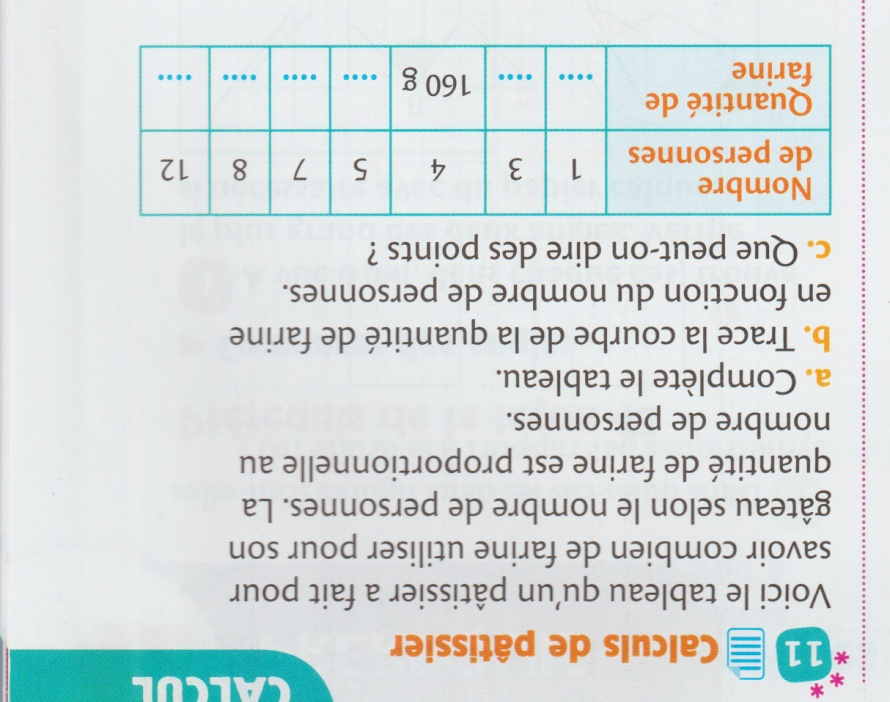 CALCUL
11 Calculs de pâtissier
Voici le tableau qu'un pâtissier a fait pour
savoir combien de farine utiliser pour son
gâteau selon le nombre de personnes. La
quantité de farine est proportionnelle au
nombre de personnes.
a. Complète le tableau.
b. Trace la courbe de la quantité de farine
en fonction du nombre de personnes.
c. Que peut-on dire des points ?
Nombre
de personnes 1 3 4 5 7 8 12
Quantité de
farine .... .... 160 g .... .... .... ....